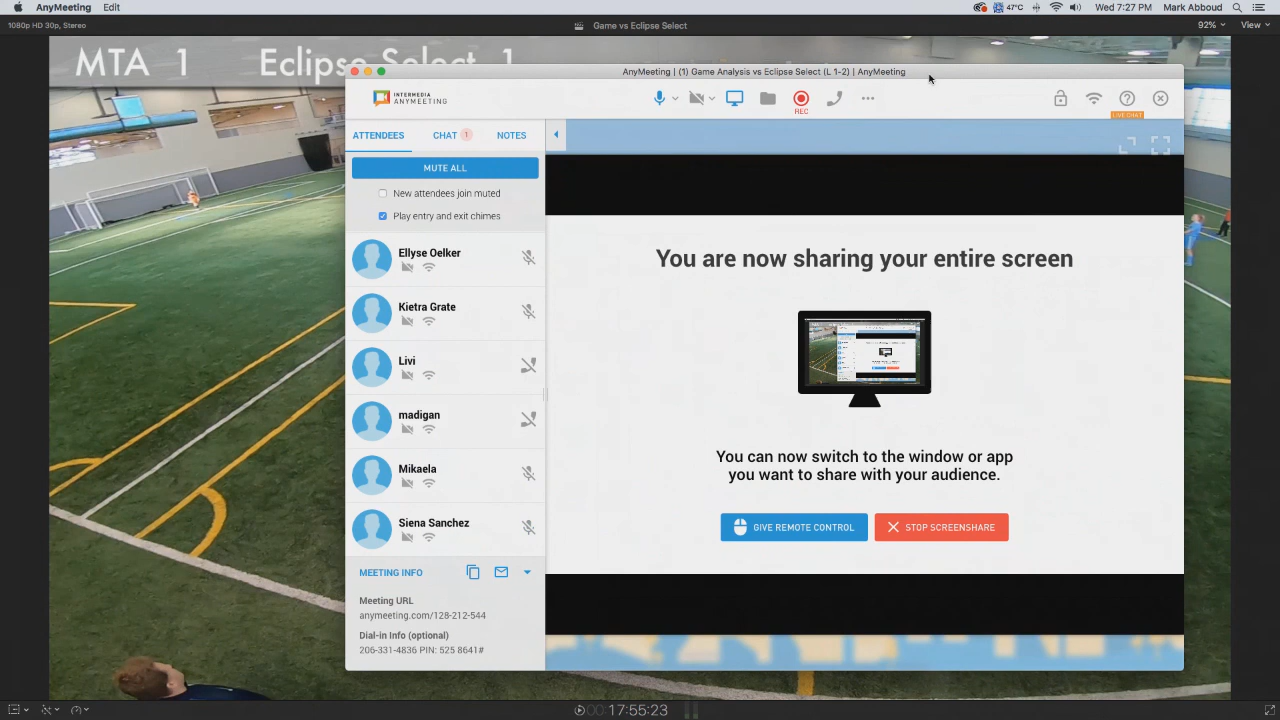 AnyMeeting Edit
47°C Wed 7:27 PM Mark Abboud
1080p HD 30p, Stereo
Game vs Eclipse Select
92% View
MTA 1 Eclipse Select 1
AnyMeeting | (1) Game Analysis vs Eclipse Select (L 1-2) | AnyMeeting
INTERMEDIA
ANYMEETING
REC
LIVE CHAT
ATTENDEES CHAT 1 NOTES
MUTE ALL
New attendees join muted
Play entry and exit chimes
Ellyse Oelker
Kietra Grate
Livi
madigan
Mikaela
Siena Sanchez
MEETING INFO
Meeting URL
anymeeting.com/128-212-544
Dial-in Info (optional)
206-331-4836 PIN: 525 8641#
You are now sharing your entire screen
You can now switch to the window or app
you want to share with your audience.
GIVE REMOTE CONTROL STOP SCREENSHARE
00:17:55:23